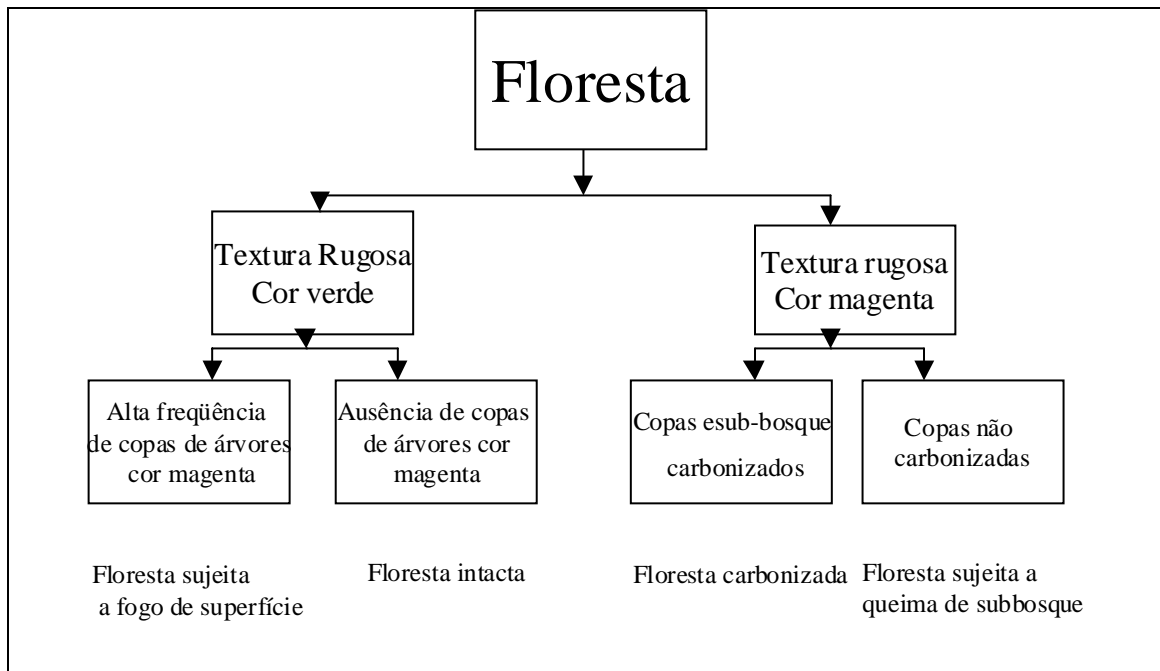 Floresta
Textura Rugosa
Cor verde
Textura rugosa
Cor magenta
Alta freqüência
de copas de árvores
cor magenta
Ausência de copas
de árvores cor
magenta
Copas esub-bosque
carbonizados
Copas não
carbonizadas
Floresta sujeita
a fogo de superfície
Floresta intacta
Floresta carbonizada
Floresta sujeita a
queima de subbosque